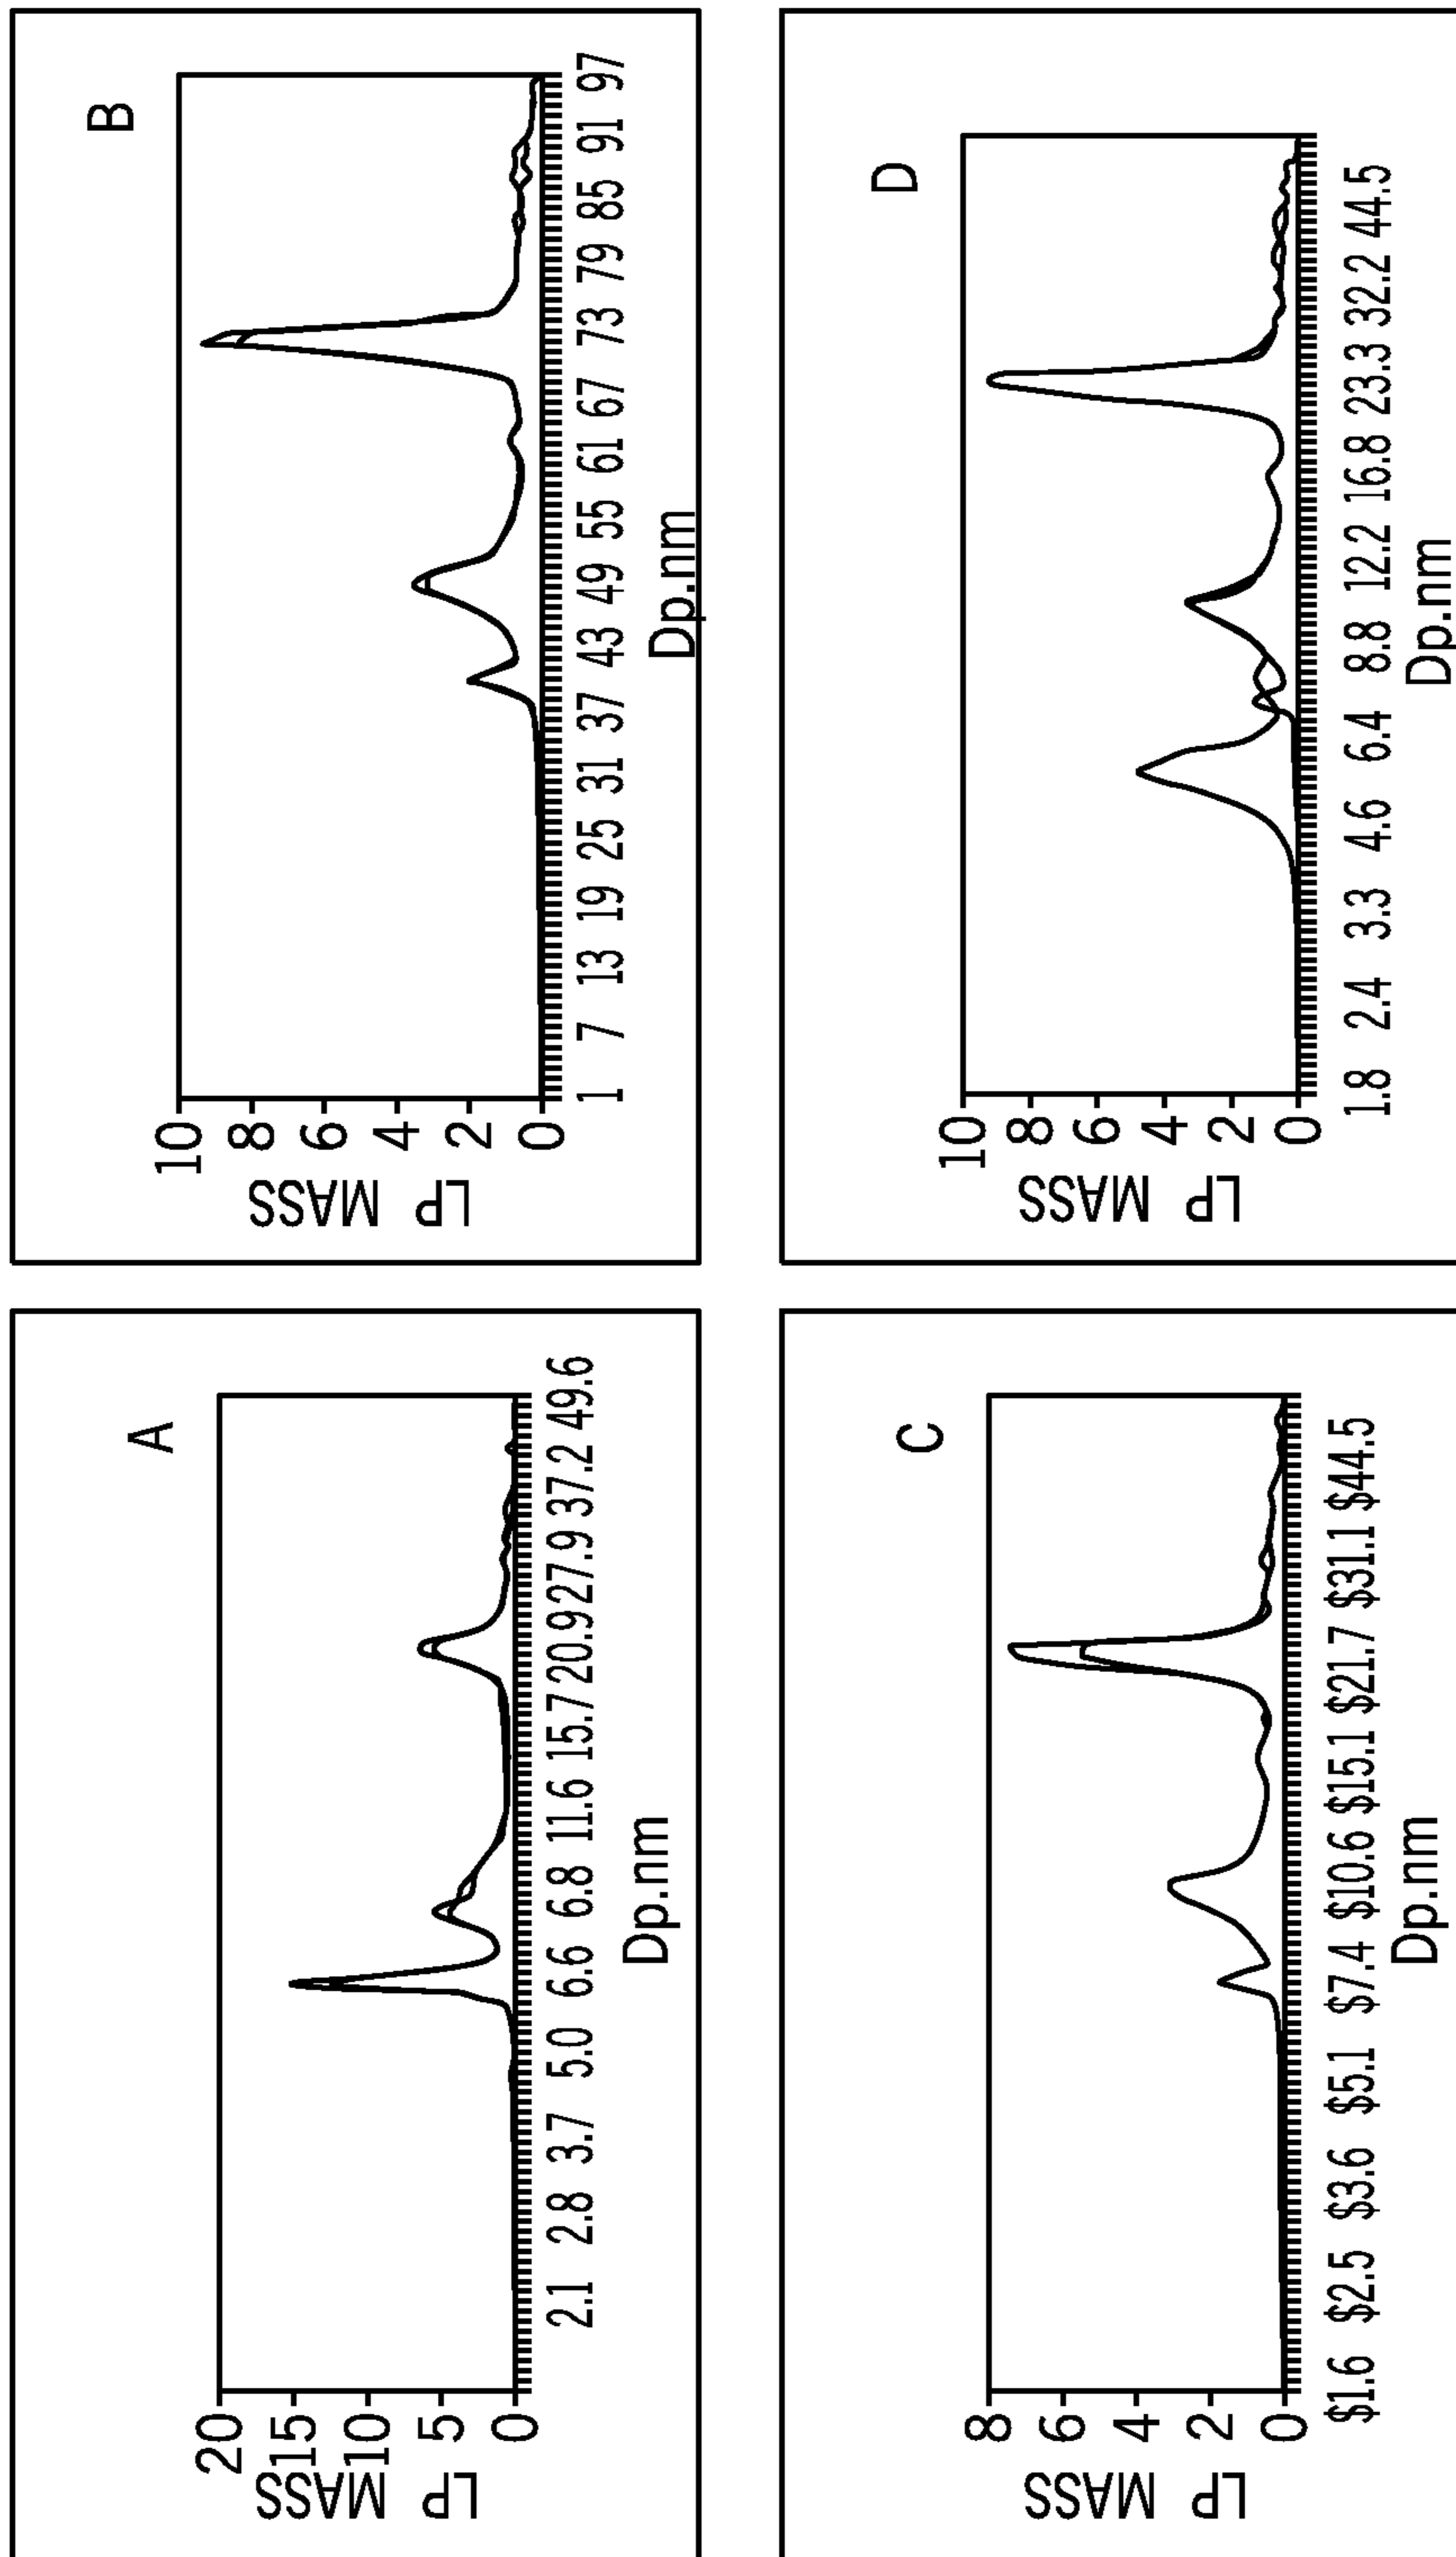 A
20
15
10
5
0
LP MASS
2.1 2.8 3.7 5.0 6.6 6.8 11.6 15.7 20.9 27.9 37.2 49.6
Dp.nm
B
10
8
6
4
2
0
LP MASS
1 7 13 19 25 31 37 43 49 55 61 67 73 79 85 91 97
Dp.nm
C
8
6
4
2
0
LP MASS
$1.6 $2.5 $3.6 $5.1 $7.4 $10.6 $15.1 $21.7 $31.1 $44.5
Dp.nm
D
10
8
6
4
2
0
LP MASS
1.8 2.4 3.3 4.6 6.4 8.8 12.2 16.8 23.3 32.2 44.5
Dp.nm